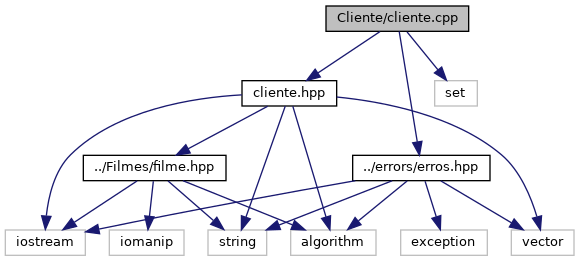 Cliente/cliente.cpp
cliente.hpp
set
../Filmes/filme.hpp
../errors/erros.hpp
iostream
iomanip
string
algorithm
exception
vector